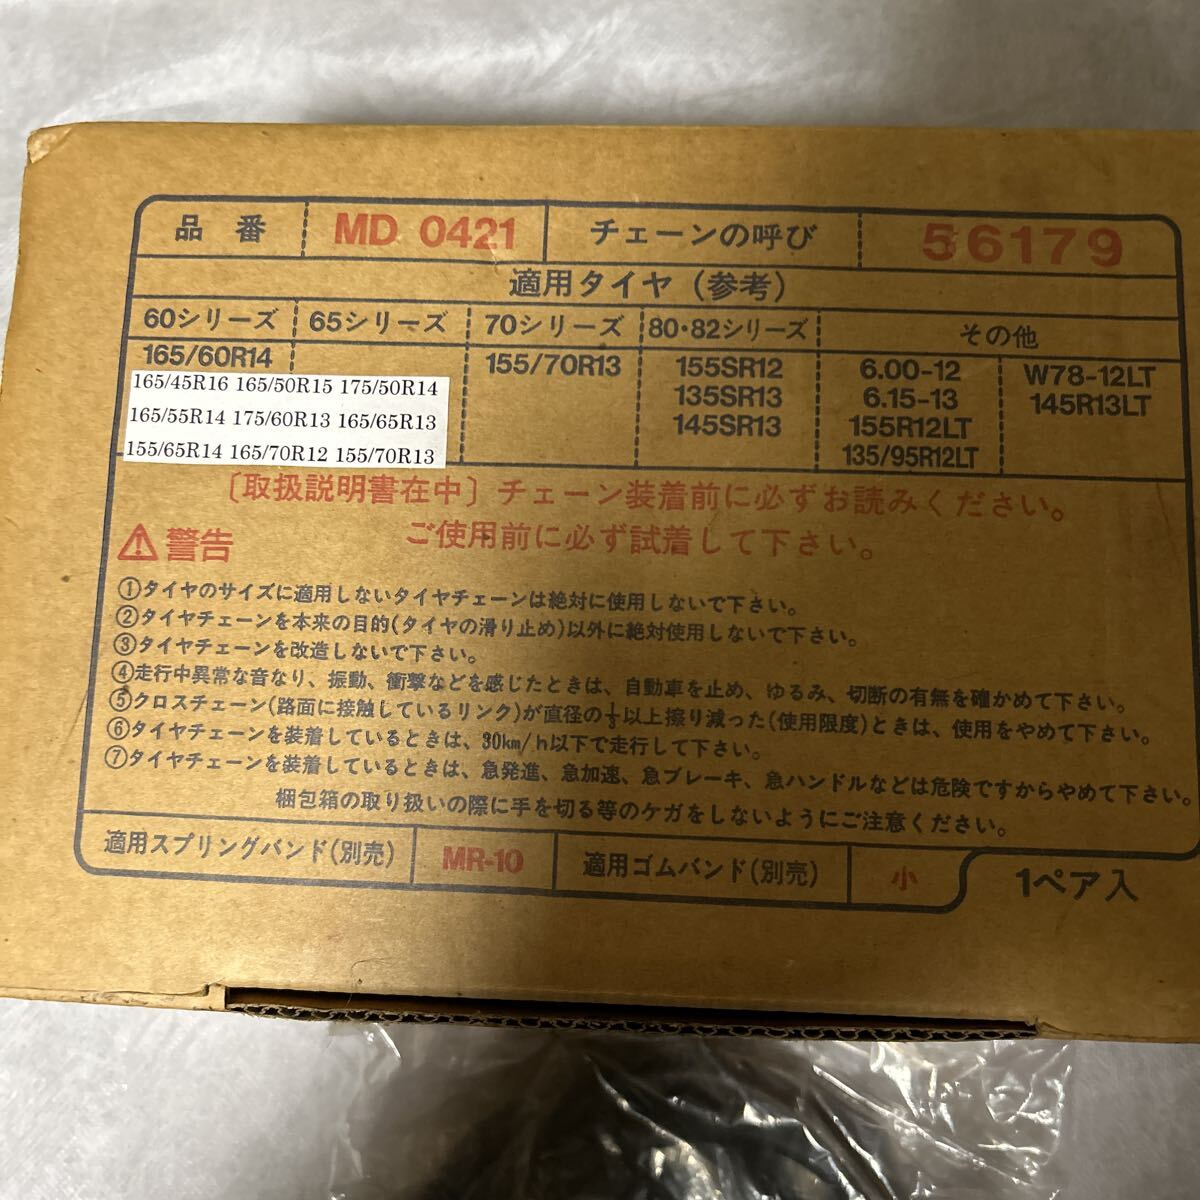 品番 MD 0421 チェーンの呼び 56179
適用タイヤ (参考)
60シリーズ 65シリーズ 70シリーズ 80・82シリーズ その他
165/60R14 155/70R13 155SR12 6.00-12 W78-12LT
135SR13 6.15-13 145R13LT
145SR13 155R12LT
135/95R12LT
165/45R16 165/50R15 175/50R14
165/55R14 175/60R13 165/65R13
155/65R14 165/70R12 155/70R13
〔取扱説明書在中〕チェーン装着前に必ずお読みください。
ご使用前に必ず試着して下さい。
⚠警告
①タイヤのサイズに適用しないタイヤチェーンは絶対に使用しないで下さい。
②タイヤチェーンを本来の目的(タイヤの滑り止め)以外に絶対使用しないで下さい。
③タイヤチェーンを改造しないで下さい。
④走行中異常な音なり、振動、衝撃などを感じたときは、自動車を止め、ゆるみ、切断の有無を確かめて下さい。
⑤クロスチェーン(路面に接触しているリンク)が直径の以上擦り減った(使用限度)ときは、使用をやめて下さい。
⑥タイヤチェーンを装着しているときは、30km/h以下で走行して下さい。
⑦タイヤチェーンを装着しているときは、急発進、急加速、急ブレーキ、急ハンドルなどは危険ですからやめて下さい。
梱包箱の取り扱いの際に手を切る等のケガをしないようにご注意ください。
適用スプリングバンド(別売) MR-10 適用ゴムバンド(別売) 小 1ペア入